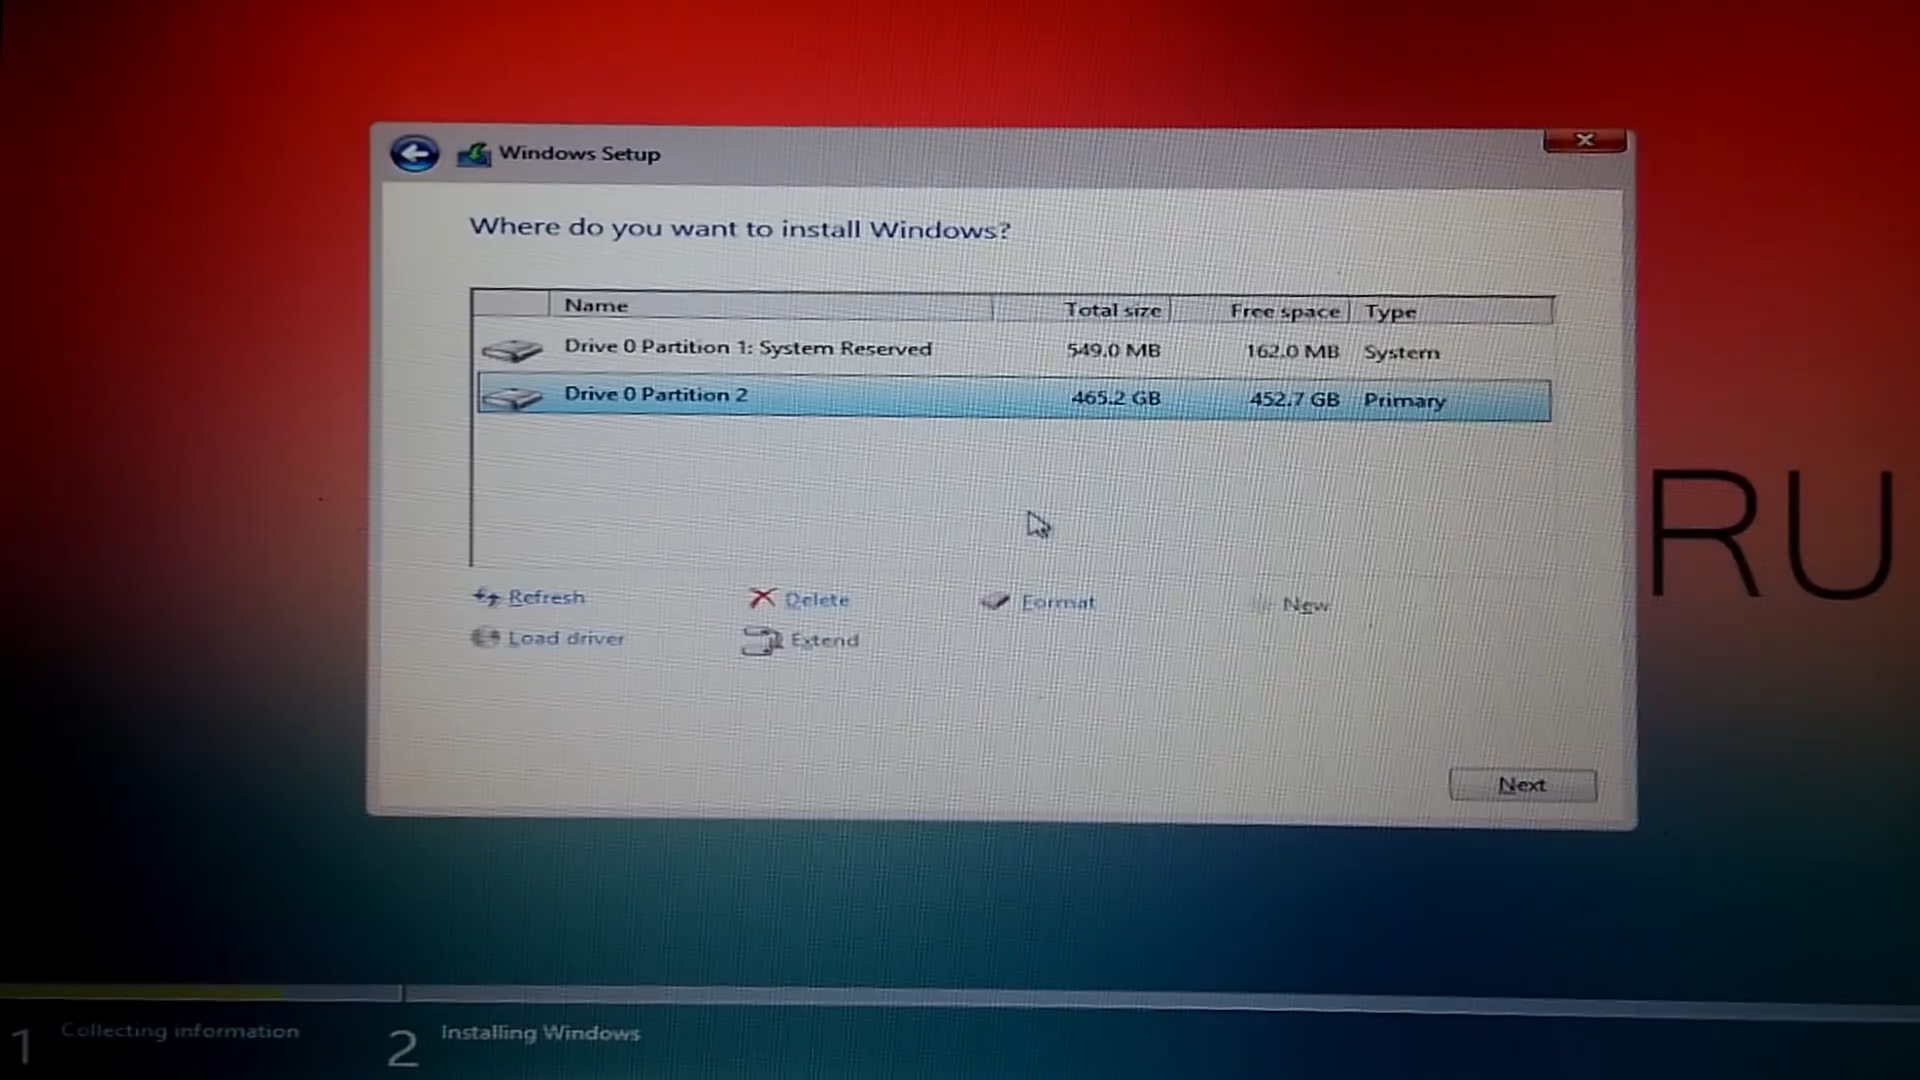 Windows Setup
Where do you want to install Windows?
Name Total size Free space Type
Drive 0 Partition 1: System Reserved 549.0 MB 162.0 MB System
Drive 0 Partition 2 465.2 GB 452.7 GB Primary
Refresh Delete Format New
Load driver Extend
RU
Next
1 Collecting information 2 Installing Windows